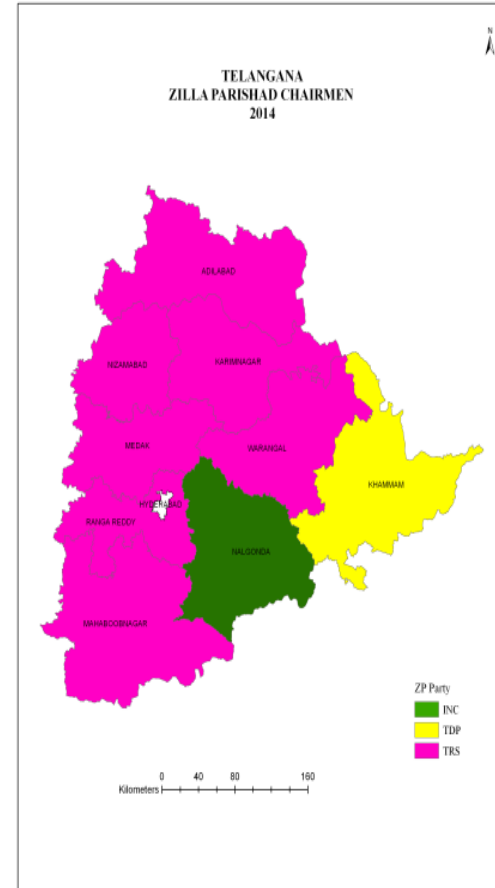 N
TELANGANA
ZILLA PARISHAD CHAIRMEN
2014
ADILABAD
NIZAMABAD
KARIMNAGAR
MEDAK
WARANGAL
KHAMMAM
HYDERABAD
RANGA REDDY
NALGONDA
MAHABOOBNAGAR
ZP Party
INC
TDP
TRS
0 40 80 160
Kilometers